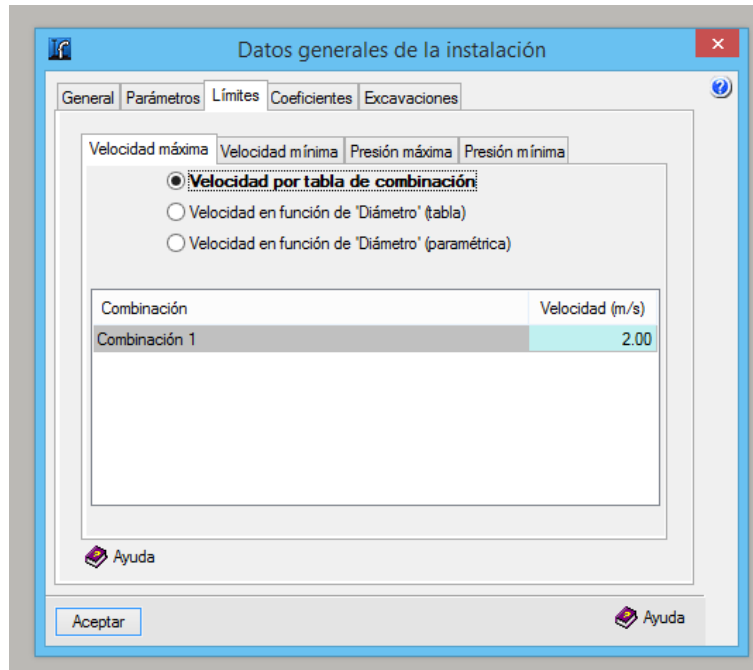 Datos generales de la instalación
General Parámetros Límites Coeficientes Excavaciones
Velocidad máxima Velocidad mínima Presión máxima Presión mínima
Velocidad por tabla de combinación
Velocidad en función de 'Diámetro' (tabla)
Velocidad en función de 'Diámetro' (paramétrica)
Combinación Velocidad (m/s)
Combinación 1 2.00
Ayuda
Aceptar Ayuda